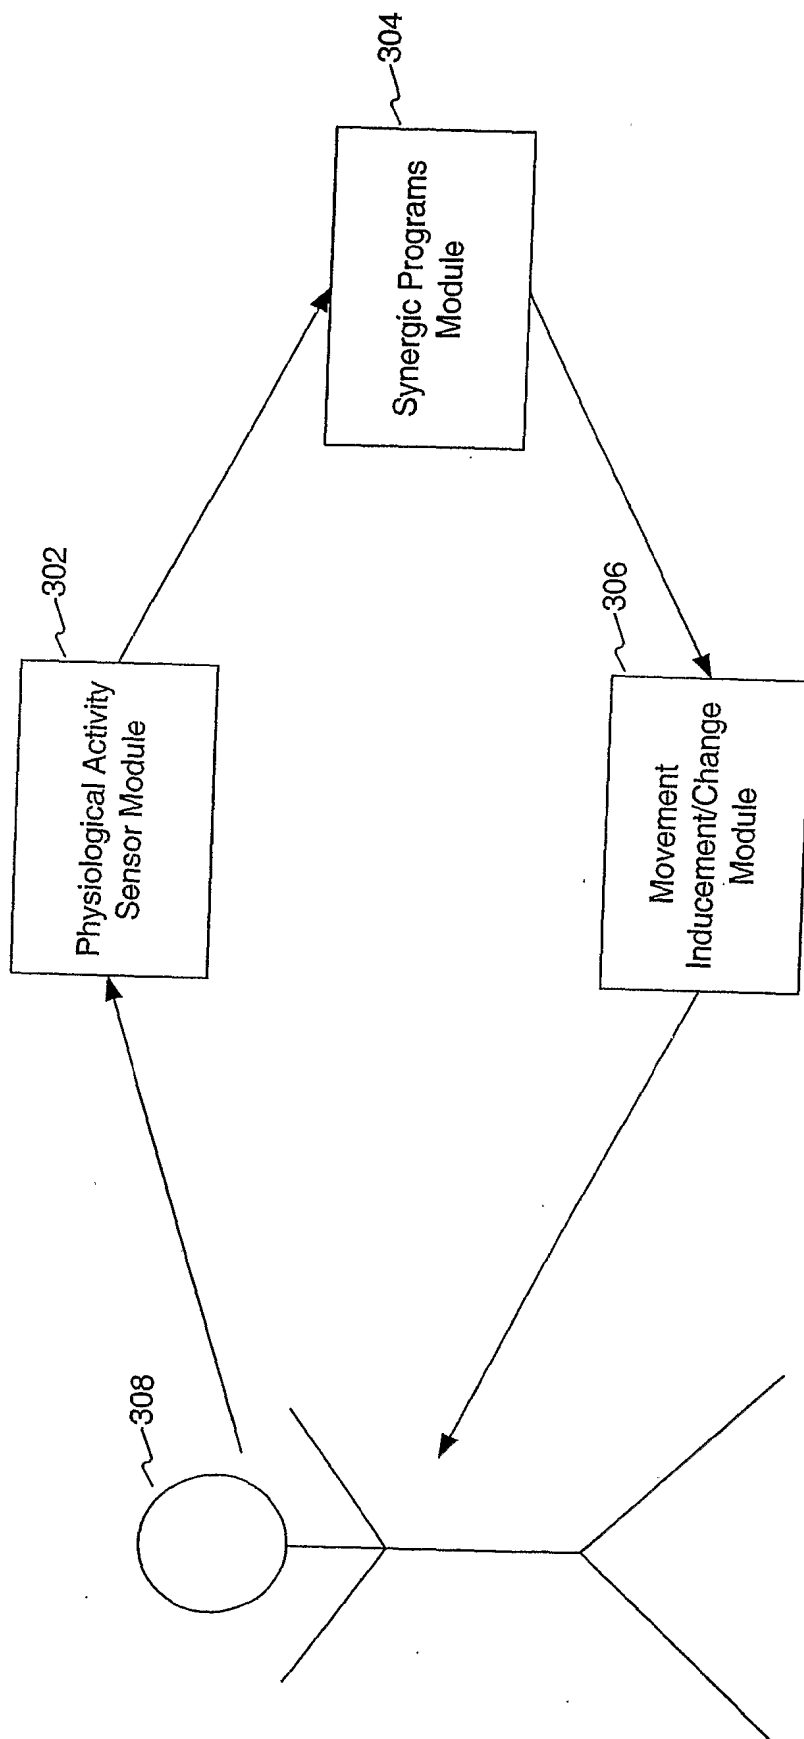 302
Physiological Activity
Sensor Module
304
Synergic Programs
Module
306
Movement
Inducement/Change
Module
308